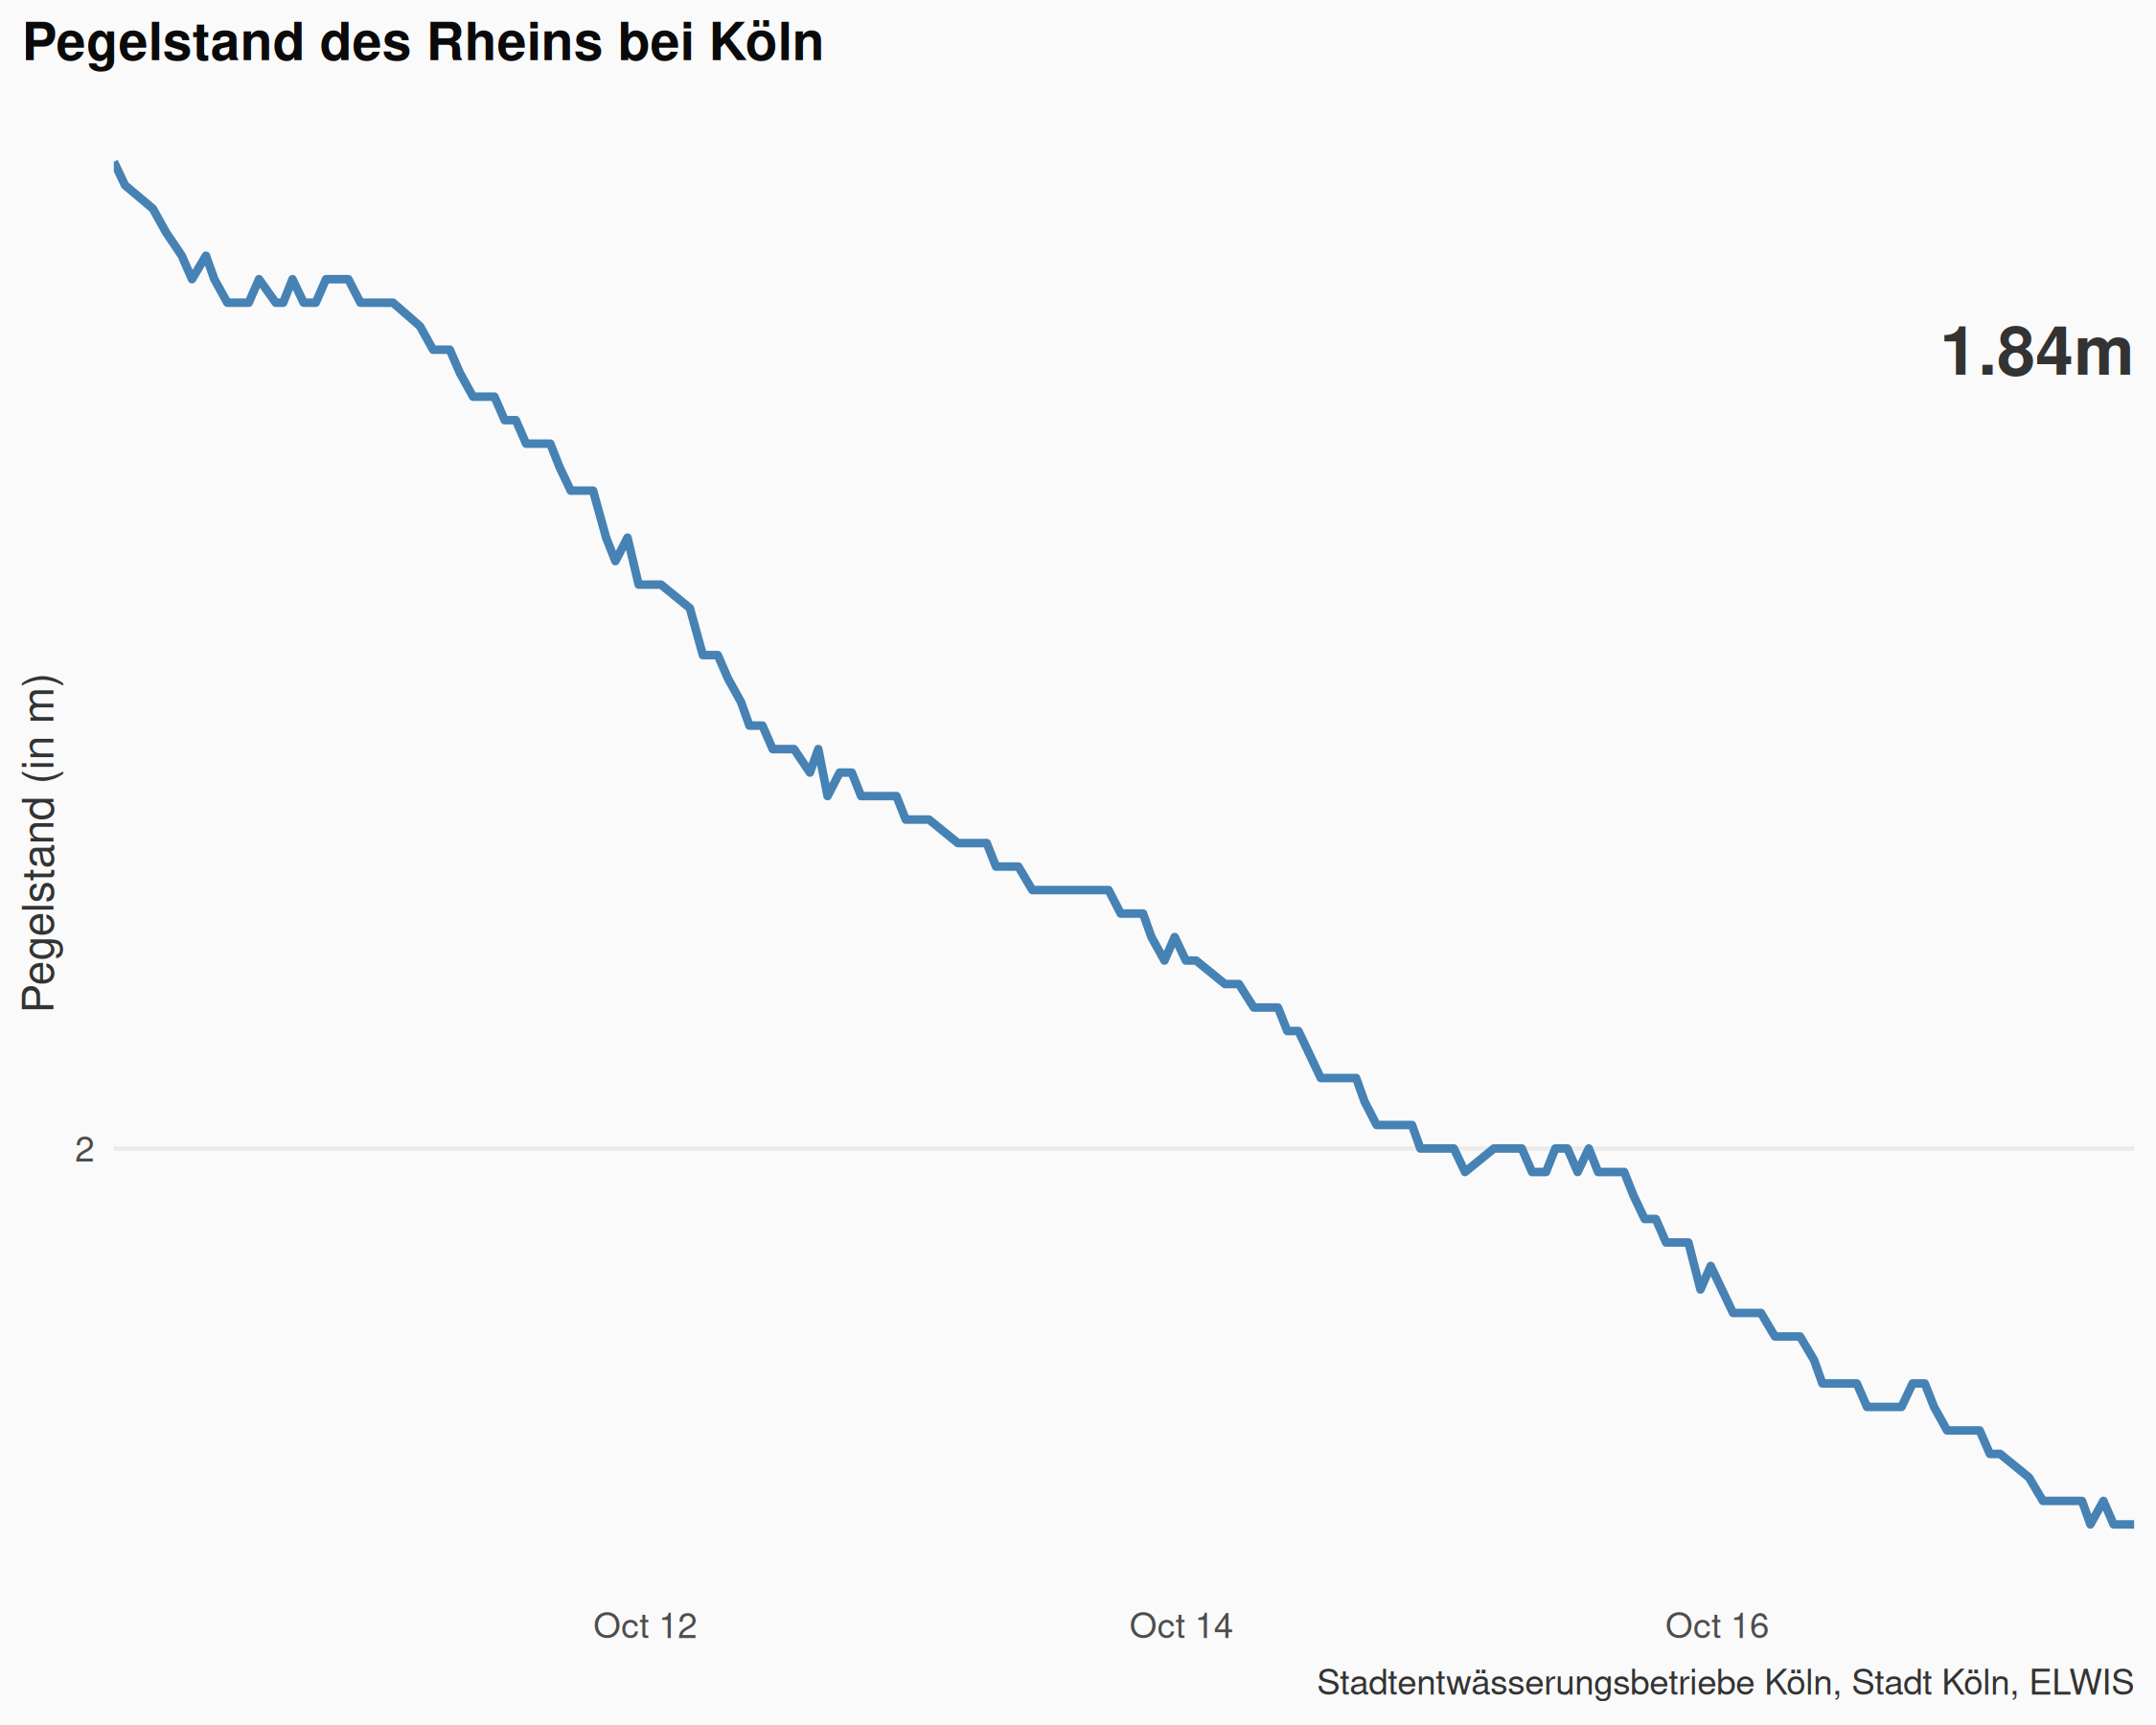 Pegelstand des Rheins bei Köln
1.84m
Pegelstand (in m)
2
Oct 12
Oct 14
Oct 16
Stadtentwässerungsbetriebe Köln, Stadt Köln, ELWIS